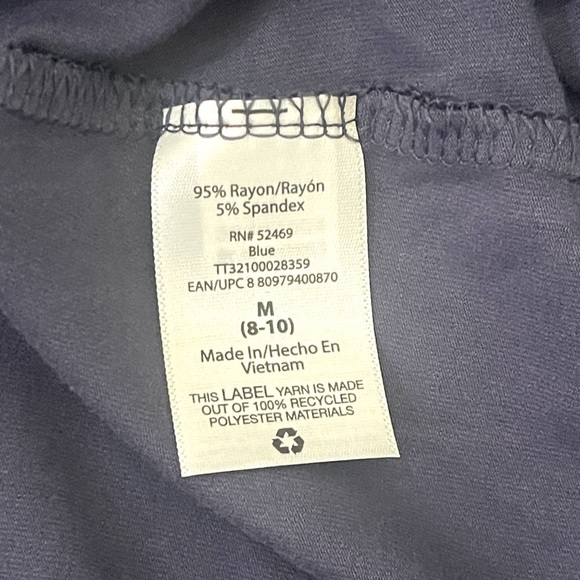 95% Rayon/Rayón
5% Spandex
RN# 52469
Blue
TT32100028359
EAN/UPC 8 80979400870
M
(8-10)
Made In/Hecho En
Vietnam
THIS LABEL YARN IS MADE
OUT OF 100% RECYCLED
POLYESTER MATERIALS